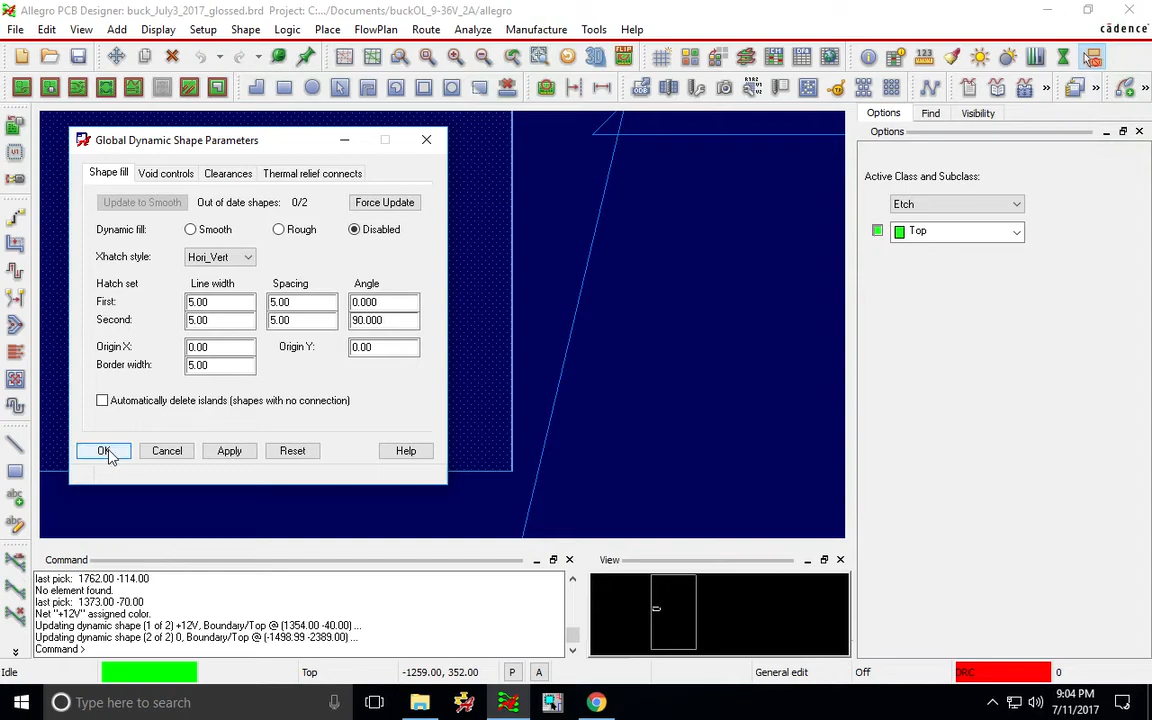 Allegro PCB Designer: buck_July3_2017_glossed.brd Project: C:.../Documents/buckOL_9-36V_2A/allegro
File Edit View Add Display Setup Shape Logic Place FlowPlan Route Analyze Manufacture Tools Help
cādence
Global Dynamic Shape Parameters
Shape fill Void controls Clearances Thermal relief connects
Update to Smooth Out of date shapes: 0/2 Force Update
Dynamic fill: Smooth Rough Disabled
Xhatch style: Hori_Vert
Hatch set Line width Spacing Angle
First: 5.00 5.00 0.000
Second: 5.00 5.00 90.000
Origin X: 0.00 Origin Y: 0.00
Border width: 5.00
Automatically delete islands (shapes with no connection)
OK Cancel Apply Reset Help
Options Find Visibility
Options
Active Class and Subclass:
Etch
Top
Command
last pick: 1762.00 -114.00
No element found.
last pick: 1373.00 -70.00
Net "+12V" assigned color.
Updating dynamic shape (1 of 2) +12V, Boundary/Top @ (1354.00 -40.00) ...
Updating dynamic shape (2 of 2) 0, Boundary/Top @ (-1498.99 -2389.00) ...
Command >
View
Idle Top -1259.00, 352.00 P A General edit Off DRC 0
Type here to search
9:04 PM
7/11/2017